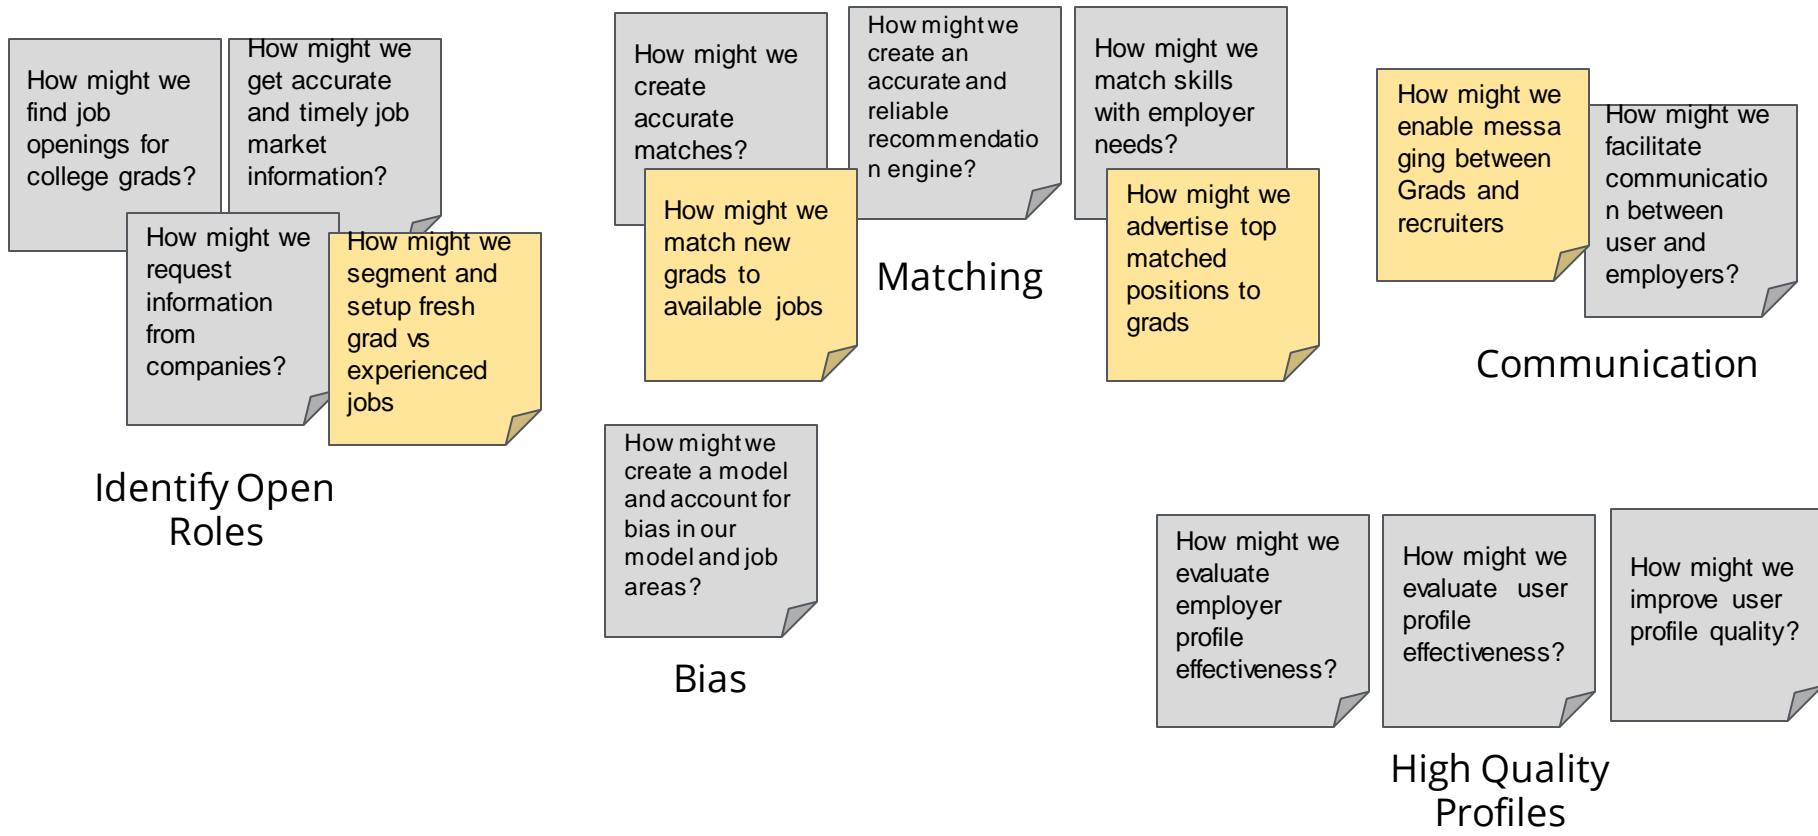 How might we
find job
openings for
college grads?
How might we
get accurate
and timely job
market
information?
How might we
request
information
from
companies?
How might we
segment and
setup fresh
grad vs
experienced
jobs
Identify Open
Roles
How might we
create
accurate
matches?
How might we
create an
accurate and
reliable
recommendatio
n engine?
How might we
match skills
with employer
needs?
How might we
match new
grads to
available jobs
How might we
advertise top
matched
positions to
grads
Matching
How might we
enable messa
ging between
Grads and
recruiters
How might we
facilitate
communicatio
n between
user and
employers?
Communication
How might we
create a model
and account for
bias in our
model and job
areas?
Bias
How might we
evaluate
employer
profile
effectiveness?
How might we
evaluate user
profile
effectiveness?
How might we
improve user
profile quality?
High Quality
Profiles